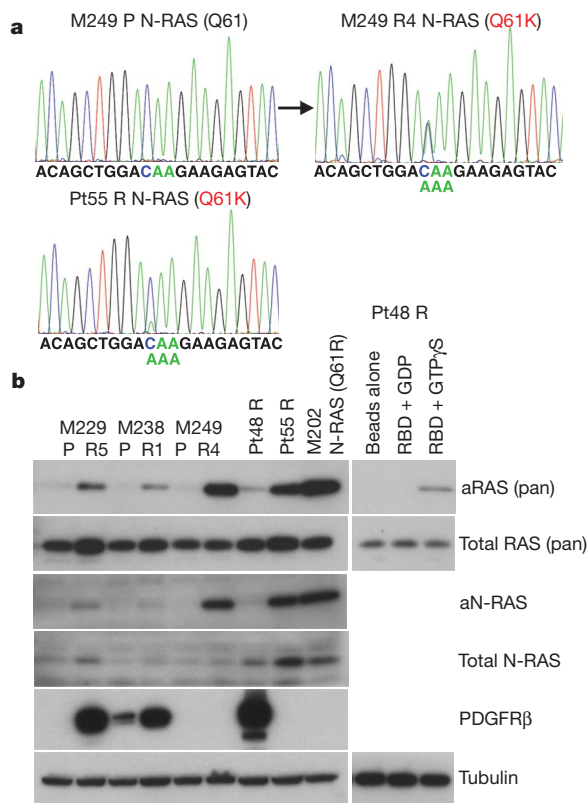 a
M249 P N-RAS (Q61)
M249 R4 N-RAS (Q61K)
ACAGCTGGACAAGAAGAGTAC
ACAGCTGGACAAGAAGAGTAC
AAA
Pt55 R N-RAS (Q61K)
ACAGCTGGACAAGAAGAGTAC
AAA
b
M229 M238 M249
P R5 P R1 P R4
Pt48 R
Pt55 R
M202
N-RAS (Q61R)
Pt48 R
Beads alone
RBD + GDP
RBD + GTPγS
aRAS (pan)
Total RAS (pan)
aN-RAS
Total N-RAS
PDGFRβ
Tubulin